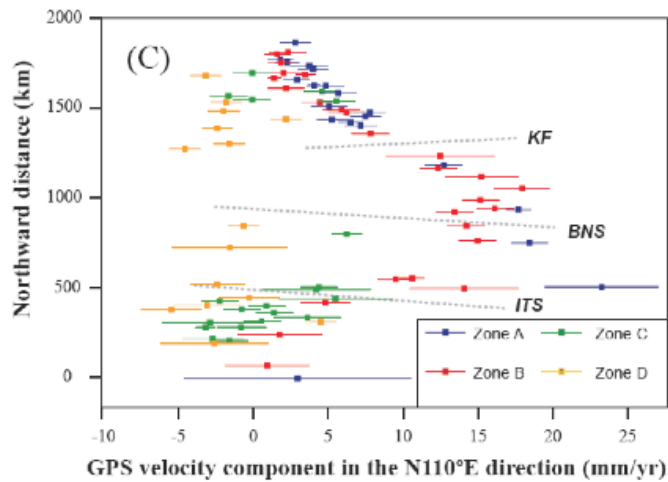 (C)
Northward distance (km)
2000
1500
1000
500
0
KF
BNS
ITS
Zone A
Zone C
Zone B
Zone D
-10
-5
0
5
10
15
20
25
GPS velocity component in the N110°E direction (mm/yr)